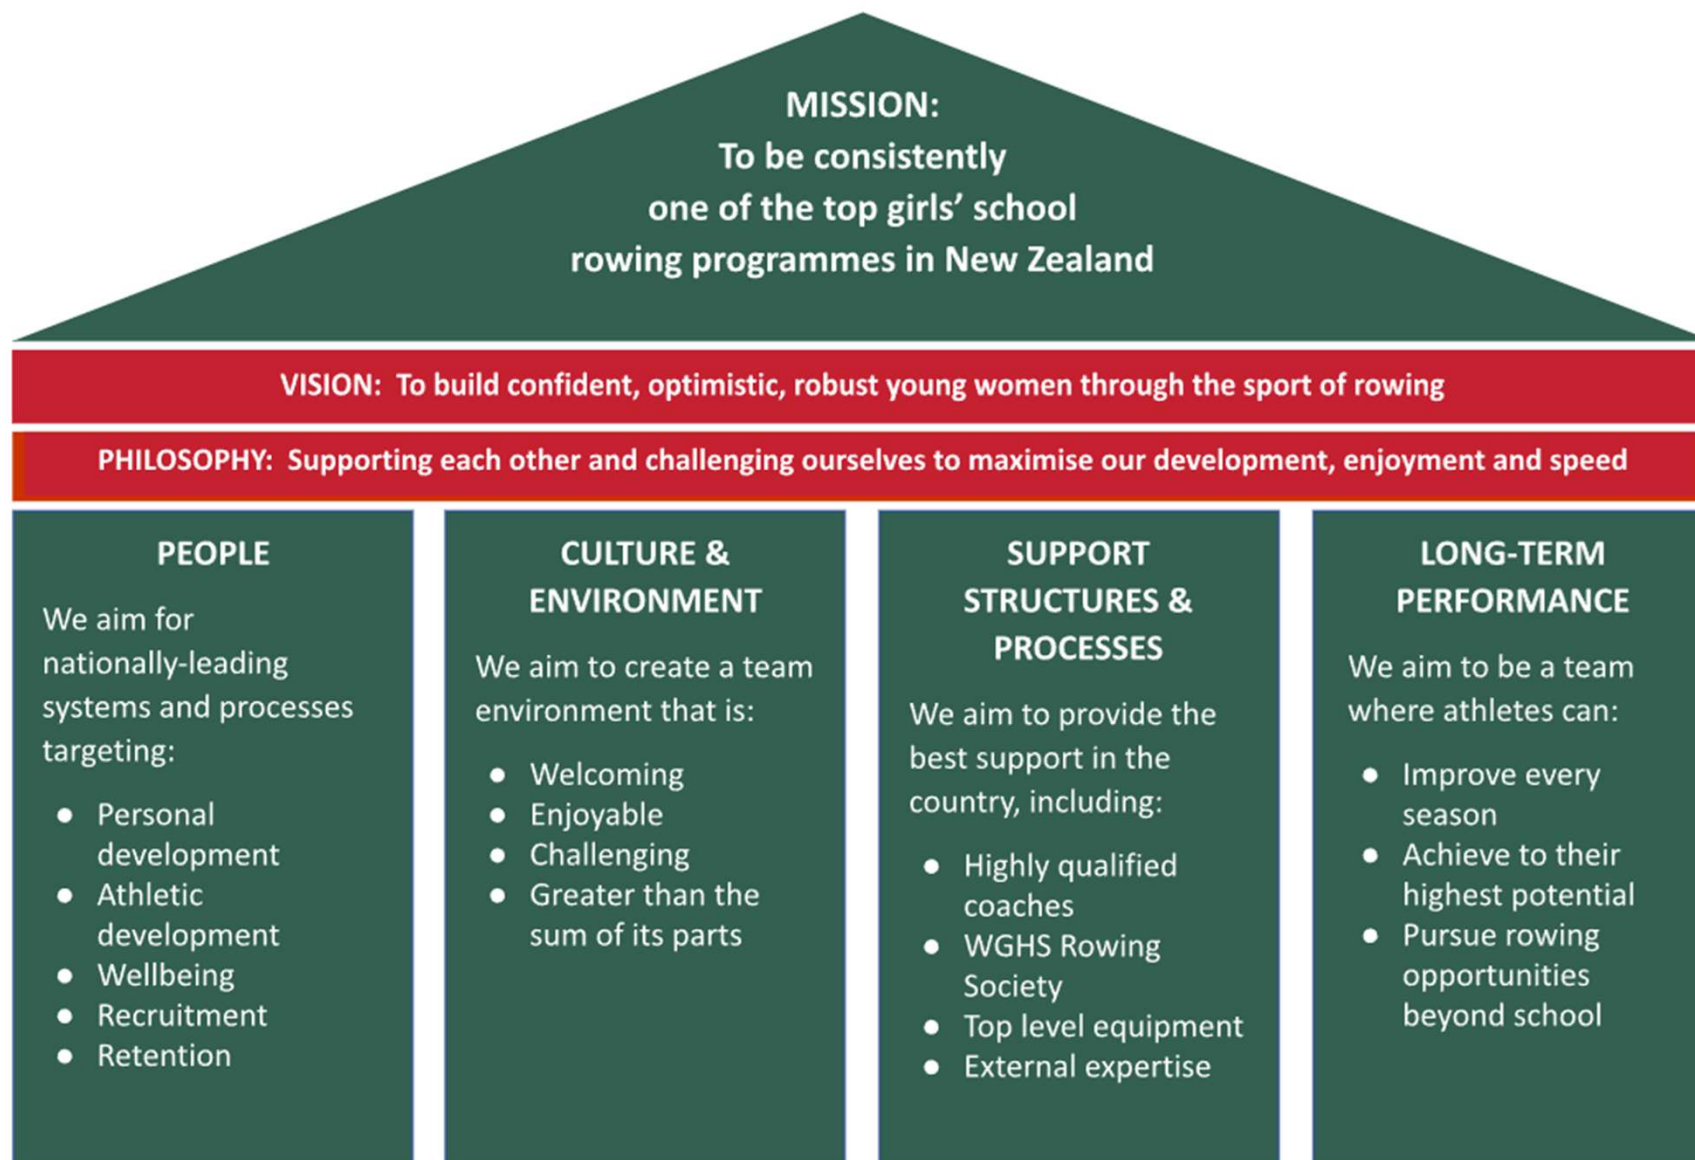 MISSION:
To be consistently
one of the top girls’ school
rowing programmes in New Zealand
VISION:  To build confident, optimistic, robust young women through the sport of rowing
PHILOSOPHY:  Supporting each other and challenging ourselves to maximise our development, enjoyment and speed
PEOPLE
We aim for
nationally-leading
systems and processes
targeting:
● Personal
development
● Athletic
development
● Wellbeing
● Recruitment
● Retention
CULTURE &
ENVIRONMENT
We aim to create a team
environment that is:
● Welcoming
● Enjoyable
● Challenging
● Greater than the
sum of its parts
SUPPORT
STRUCTURES &
PROCESSES
We aim to provide the
best support in the
country, including:
● Highly qualified
coaches
● WGHS Rowing
Society
● Top level equipment
● External expertise
LONG-TERM
PERFORMANCE
We aim to be a team
where athletes can:
● Improve every
season
● Achieve to their
highest potential
● Pursue rowing
opportunities
beyond school